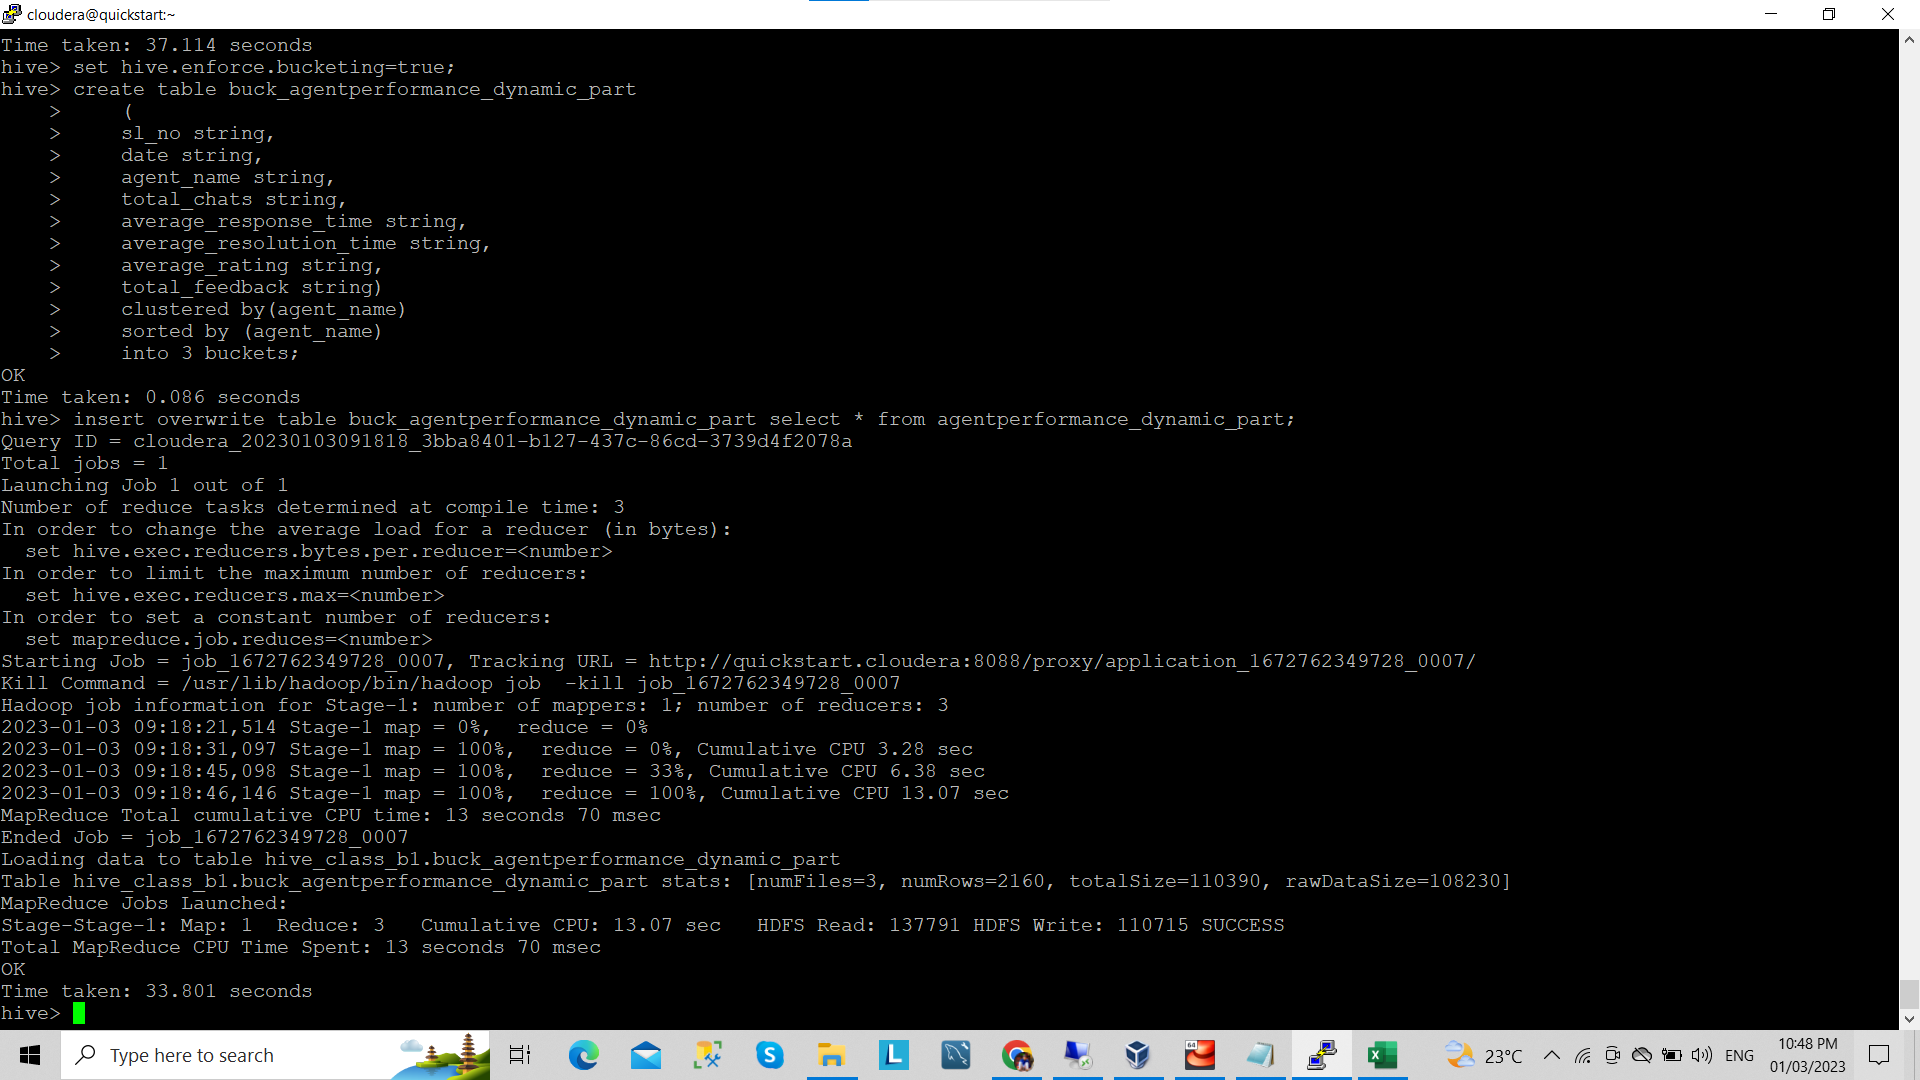 cloudera@quickstart:~
Time taken: 37.114 seconds
hive> set hive.enforce.bucketing=true;
hive> create table buck_agentperformance_dynamic_part
    >     (
    >     sl_no string,
    >     date string,
    >     agent_name string,
    >     total_chats string,
    >     average_response_time string,
    >     average_resolution_time string,
    >     average_rating string,
    >     total_feedback string)
    >     clustered by(agent_name)
    >     sorted by (agent_name)
    >     into 3 buckets;
OK
Time taken: 0.086 seconds
hive> insert overwrite table buck_agentperformance_dynamic_part select * from agentperformance_dynamic_part;
Query ID = cloudera_20230103091818_3bba8401-b127-437c-86cd-3739d4f2078a
Total jobs = 1
Launching Job 1 out of 1
Number of reduce tasks determined at compile time: 3
In order to change the average load for a reducer (in bytes):
  set hive.exec.reducers.bytes.per.reducer=<number>
In order to limit the maximum number of reducers:
  set hive.exec.reducers.max=<number>
In order to set a constant number of reducers:
  set mapreduce.job.reduces=<number>
Starting Job = job_1672762349728_0007, Tracking URL = http://quickstart.cloudera:8088/proxy/application_1672762349728_0007/
Kill Command = /usr/lib/hadoop/bin/hadoop job  -kill job_1672762349728_0007
Hadoop job information for Stage-1: number of mappers: 1; number of reducers: 3
2023-01-03 09:18:21,514 Stage-1 map = 0%,  reduce = 0%
2023-01-03 09:18:31,097 Stage-1 map = 100%,  reduce = 0%, Cumulative CPU 3.28 sec
2023-01-03 09:18:45,098 Stage-1 map = 100%,  reduce = 33%, Cumulative CPU 6.38 sec
2023-01-03 09:18:46,146 Stage-1 map = 100%,  reduce = 100%, Cumulative CPU 13.07 sec
MapReduce Total cumulative CPU time: 13 seconds 70 msec
Ended Job = job_1672762349728_0007
Loading data to table hive_class_b1.buck_agentperformance_dynamic_part
Table hive_class_b1.buck_agentperformance_dynamic_part stats: [numFiles=3, numRows=2160, totalSize=110390, rawDataSize=108230]
MapReduce Jobs Launched:
Stage-Stage-1: Map: 1  Reduce: 3   Cumulative CPU: 13.07 sec   HDFS Read: 137791 HDFS Write: 110715 SUCCESS
Total MapReduce CPU Time Spent: 13 seconds 70 msec
OK
Time taken: 33.801 seconds
hive>
Type here to search
S
L
64
X
23°C
ENG
10:48 PM
01/03/2023